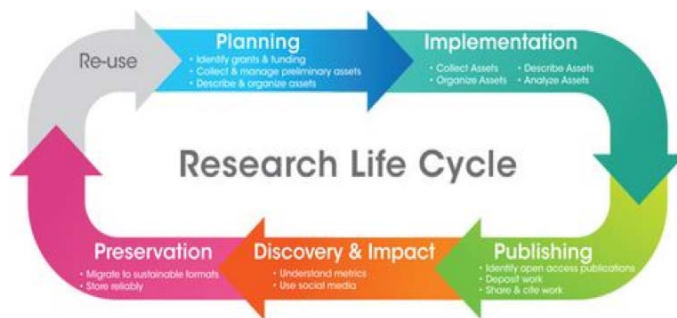 Re-use
Planning
• Identify grants & funding
• Collect & manage preliminary assets
• Describe & organize assets
Implementation
• Collect Assets
• Organize Assets
• Describe Assets
• Analyze Assets
Research Life Cycle
Preservation
• Migrate to sustainable formats
• Store reliably
Discovery & Impact
• Understand metrics
• Use social media
Publishing
• Identify open access publications
• Deposit work
• Share & cite work